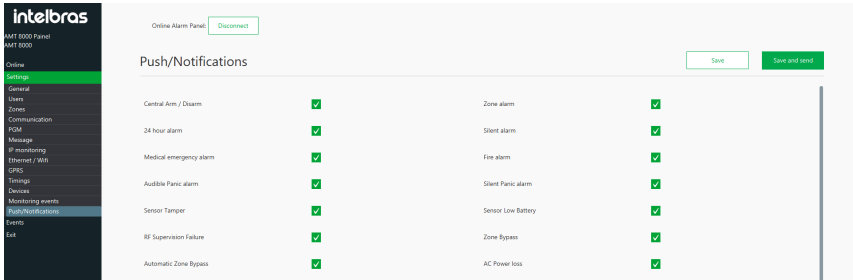 intelbras
AMT 8000 Painel
AMT 8000
Online
Settings
General
Users
Zones
Communication
PGM
Message
IP monitoring
Ethernet / Wifi
GPRS
Timings
Devices
Monitoring events
Push/Notifications
Events
Exit
Online Alarm Panel: Disconnect
Push/Notifications Save Save and send
Central Arm / Disarm Zone alarm
24 hour alarm Silent alarm
Medical emergency alarm Fire alarm
Audible Panic alarm Silent Panic alarm
Sensor Tamper Sensor Low Battery
RF Supervision Failure Zone Bypass
Automatic Zone Bypass AC Power loss